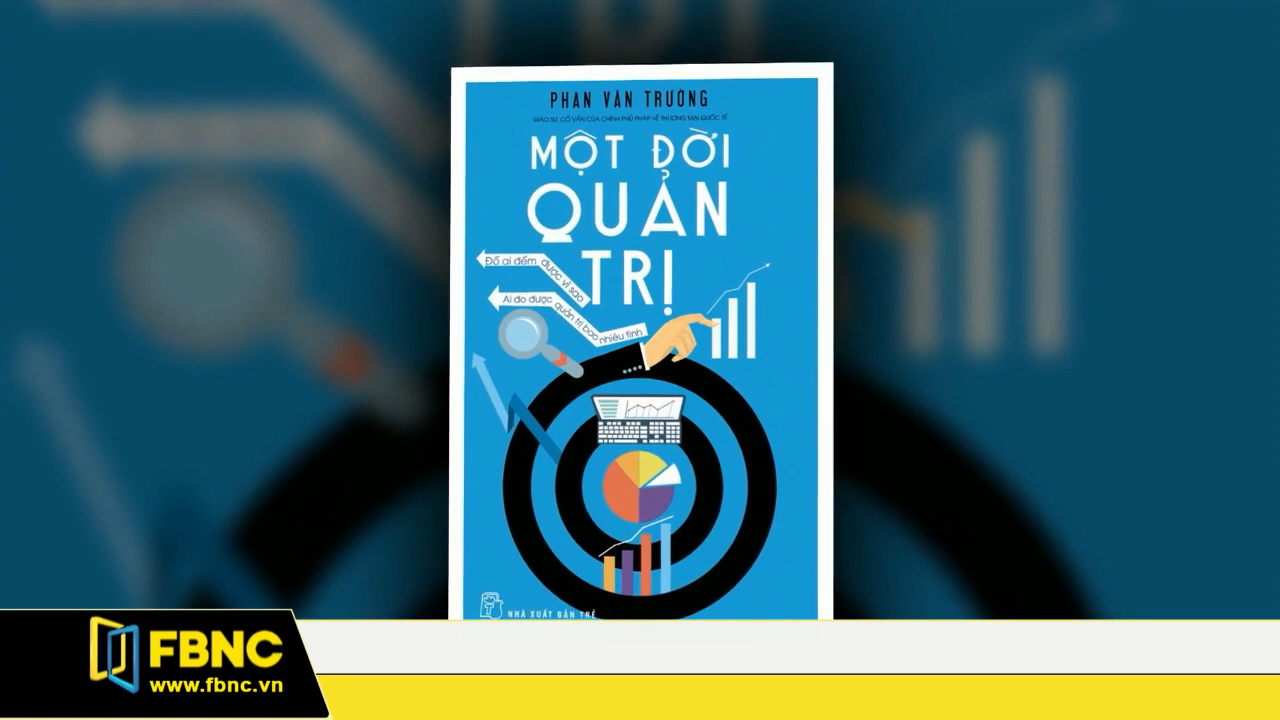 PHAN VĂN TRƯỜNG
GIÁO SƯ, CỐ VẤN CỦA CHÍNH PHỦ PHÁP VỀ THƯƠNG MẠI QUỐC TẾ
MỘT ĐỜI
QUẢN
TRỊ
Đố ai đếm được vì sao
Ai đo được quản trị bao nhiêu tình
NHÀ XUẤT BẢN TRẺ
FBNC
www.fbnc.vn